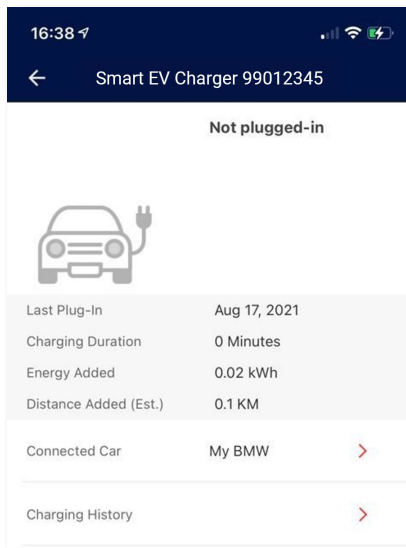 16:38
Smart EV Charger 99012345
Not plugged-in
Last Plug-In Aug 17, 2021
Charging Duration 0 Minutes
Energy Added 0.02 kWh
Distance Added (Est.) 0.1 KM
Connected Car My BMW
Charging History